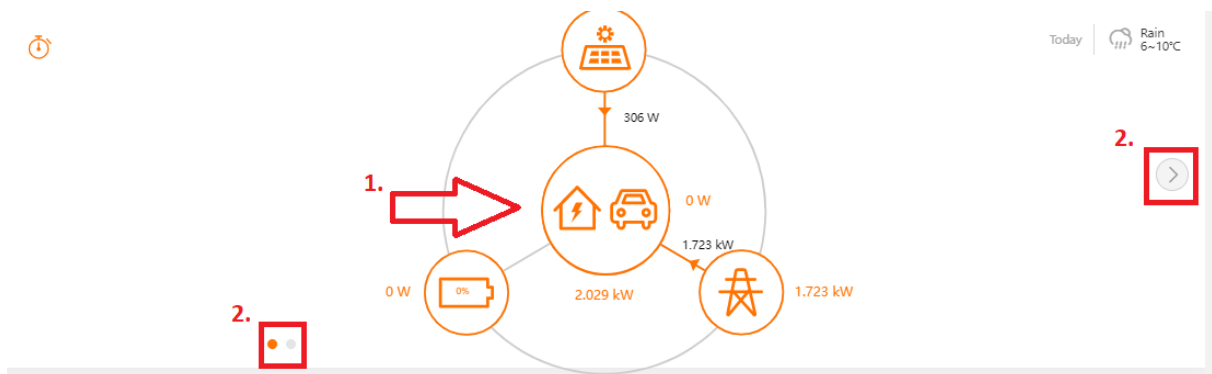 Today
Rain
6~10°C
306 W
2.
1.
0 W
1.723 kW
0 W
0%
2.029 kW
1.723 kW
2.